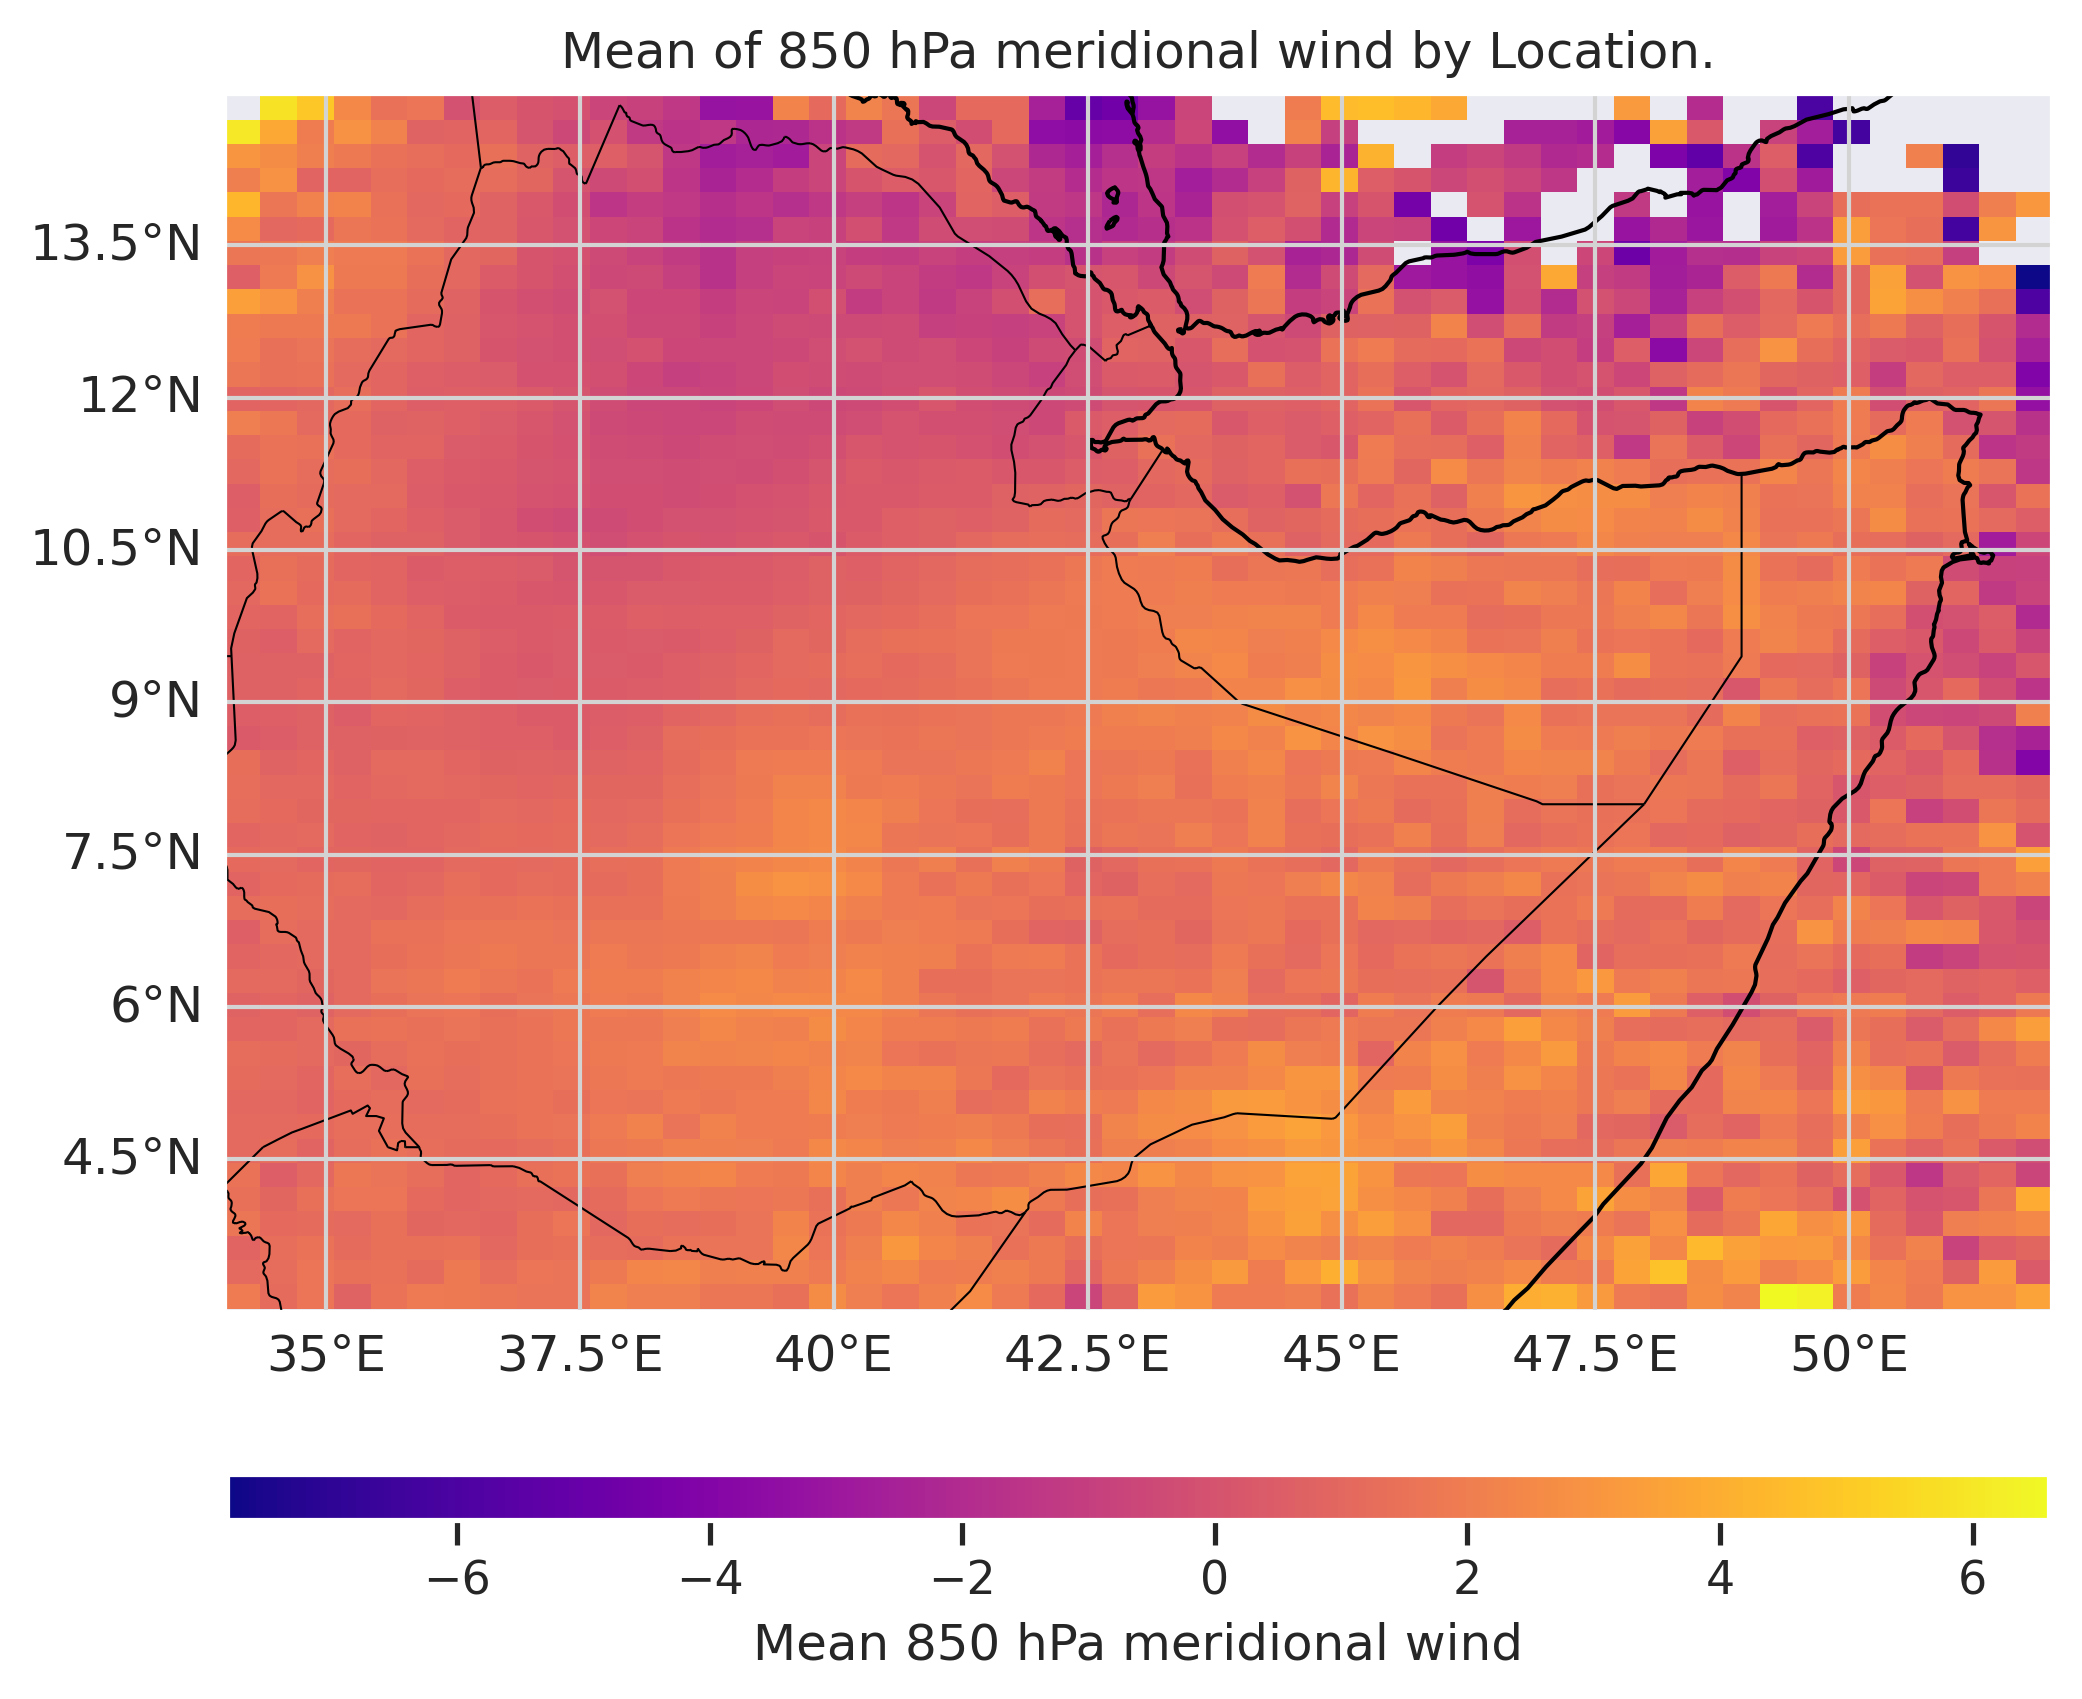 Mean of 850 hPa meridional wind by Location.
13.5°N
12°N
10.5°N
9°N
7.5°N
6°N
4.5°N
35°E 37.5°E 40°E 42.5°E 45°E 47.5°E 50°E
−6 −4 −2 0 2 4 6
Mean 850 hPa meridional wind